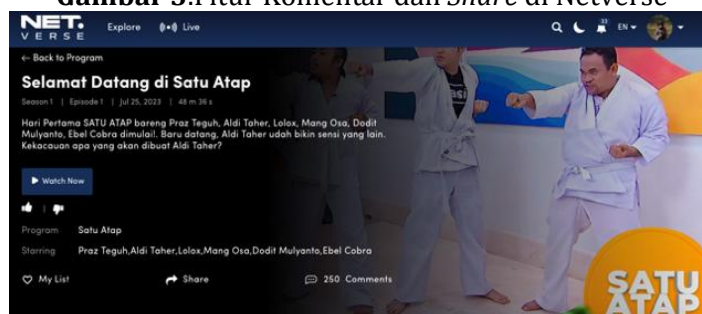 Gambar 3.Fitur Komentar dan Share di Netverse
NET.
VERSE
Explore Live
33
EN
← Back to Program
Selamat Datang di Satu Atap
Season 1 | Episode 1 | Jul 25, 2023 | 48 m 36 s
Hari Pertama SATU ATAP bareng Praz Teguh, Aldi Taher, Lolox, Mang Osa, Dodit
Mulyanto, Ebel Cobra dimulai!. Baru datang, Aldi Taher udah bikin sensi yang lain.
Kekacauan apa yang akan dibuat Aldi Taher?
Watch Now
Program Satu Atap
Starring Praz Teguh,Aldi Taher,Lolox,Mang Osa,Dodit Mulyanto,Ebel Cobra
My List Share 250 Comments
SATU
ATAP